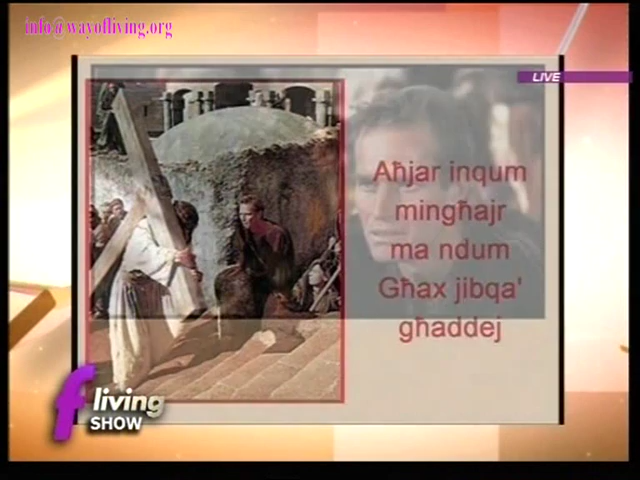 info@wayofliving.org
LIVE
Aħjar inqum
mingħajr
ma ndum
Għax jibqa'
għaddej
f living
SHOW